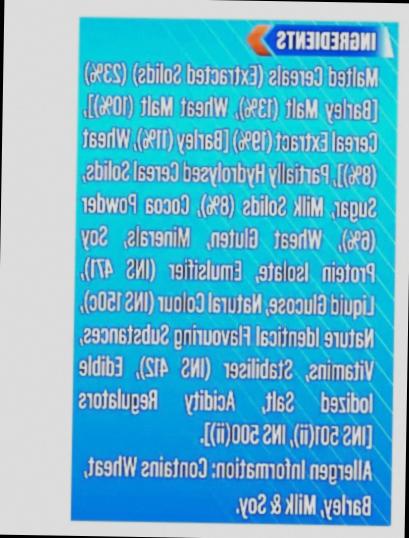 INGREDIENTS
Malted Cereals (Extracted Solids) (23%)
[Barley Malt (13%), Wheat Malt (10%)],
Cereal Extract (19%) [Barley (11%), Wheat
(8%)], Partially Hydrolysed Cereal Solids,
Sugar, Milk Solids (8%), Cocoa Powder
(6%), Wheat Gluten, Minerals, Soy
Protein Isolate, Emulsifier (INS 471),
Liquid Glucose, Natural Colour (INS 150c),
Nature Identical Flavouring Substances,
Vitamins, Stabiliser (INS 412), Edible
Iodized Salt, Acidity Regulators
[INS 501(ii), INS 500(ii)].
Allergen Information: Contains Wheat,
Barley, Milk & Soy.